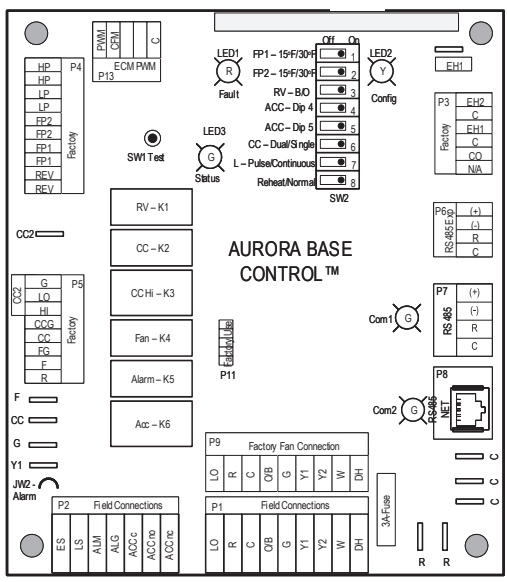 PWM
CFM
C
ECM PWM
P13
Off On
LED1
R
Fault
FP1 – 15ºF/30ºF
FP2 – 15ºF/30ºF
RV – B/O
ACC – Dip 4
ACC – Dip 5
CC – Dual/Single
L – Pulse/Continuous
Reheat/Normal
1
2
3
4
5
6
7
8
SW2
LED2
Y
Config
EH1
P4
HP
HP
LP
LP
FP2
FP2
FP1
FP1
REV
REV
Factory
SW1 Test
LED3
G
Status
P3
Factory
EH2
C
EH1
C
CO
N/A
RV – K1
CC – K2
CC Hi – K3
Fan – K4
Alarm – K5
Acc – K6
AURORA BASE
CONTROL™
P6
RS 485 Exp
(+)
(-)
R
C
CC2
CC2
P5
G
LO
HI
CCG
CC
FG
F
R
Factory
Factory Use
P11
Com1
G
P7
RS 485
(+)
(-)
R
C
Com2
G
P8
RS485
NET
F
CC
G
Y1
JW2 -
Alarm
P9
Factory Fan Connection
LO
R
C
O/B
G
Y1
Y2
W
DH
P2
Field Connections
ES
LS
ALM
ALG
ACC c
ACC no
ACC nc
P1
Field Connections
LO
R
C
O/B
G
Y1
Y2
W
DH
3A-Fuse
C
C
C
R
R